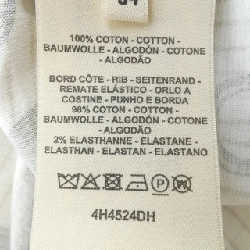 100% COTON - COTTON -
BAUMWOLLE - ALGODÓN - COTONE
- ALGODÃO
BORD CÔTE - RIB - SEITENRAND -
REMATE ELÁSTICO - ORLO A
COSTINE - PUNHO E BORDA
98% COTON - COTTON -
BAUMWOLLE - ALGODÓN - COTONE
- ALGODÃO
2% ELASTHANNE - ELASTANE -
ELASTHAN - ELASTAN - ELASTANO
P
4H4524DH